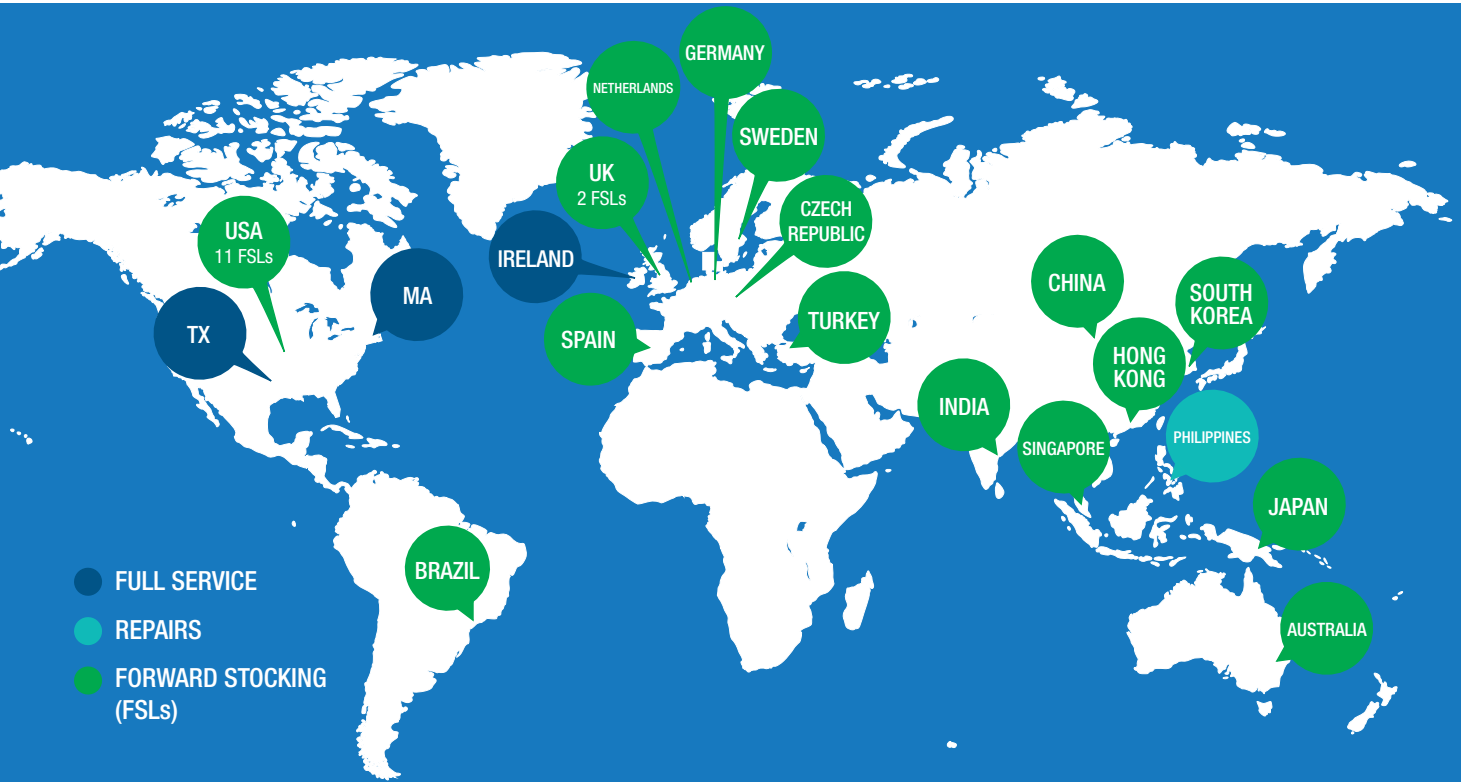 GERMANY
NETHERLANDS
SWEDEN
UK
2 FSLs
CZECH
REPUBLIC
USA
11 FSLs
IRELAND
MA
TX
SPAIN
TURKEY
CHINA
SOUTH
KOREA
HONG
KONG
INDIA
SINGAPORE
PHILIPPINES
JAPAN
BRAZIL
AUSTRALIA
FULL SERVICE
REPAIRS
FORWARD STOCKING
(FSLs)